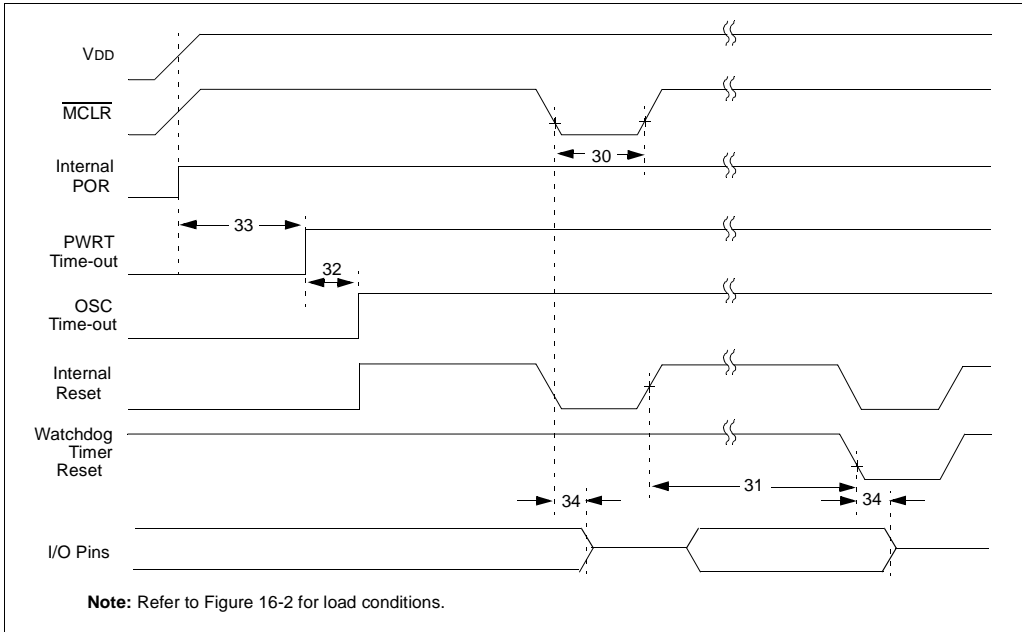 VDD
MCLR
30
Internal
POR
33
PWRT
Time-out
32
OSC
Time-out
Internal
Reset
Watchdog
Timer
Reset
31
34
34
I/O Pins
Note: Refer to Figure 16-2 for load conditions.